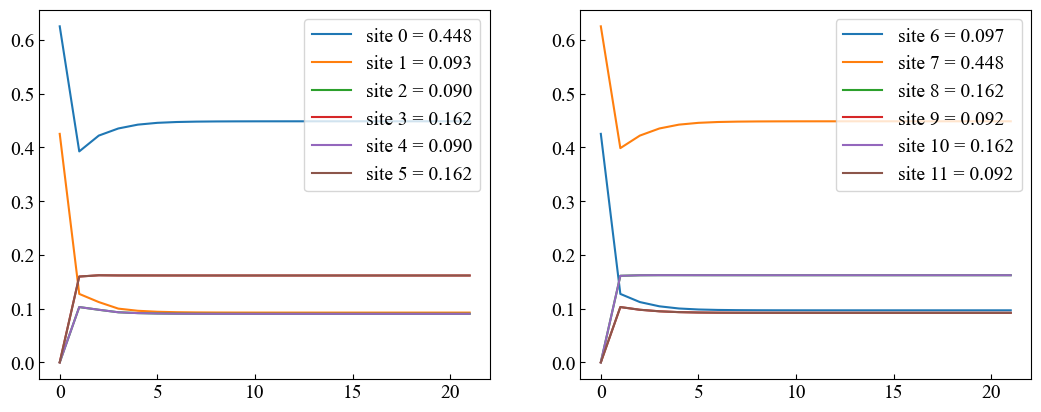 0.6
0.5
0.4
0.3
0.2
0.1
0.0
0 5 10 15 20
site 0 = 0.448
site 1 = 0.093
site 2 = 0.090
site 3 = 0.162
site 4 = 0.090
site 5 = 0.162
0.6
0.5
0.4
0.3
0.2
0.1
0.0
0 5 10 15 20
site 6 = 0.097
site 7 = 0.448
site 8 = 0.162
site 9 = 0.092
site 10 = 0.162
site 11 = 0.092